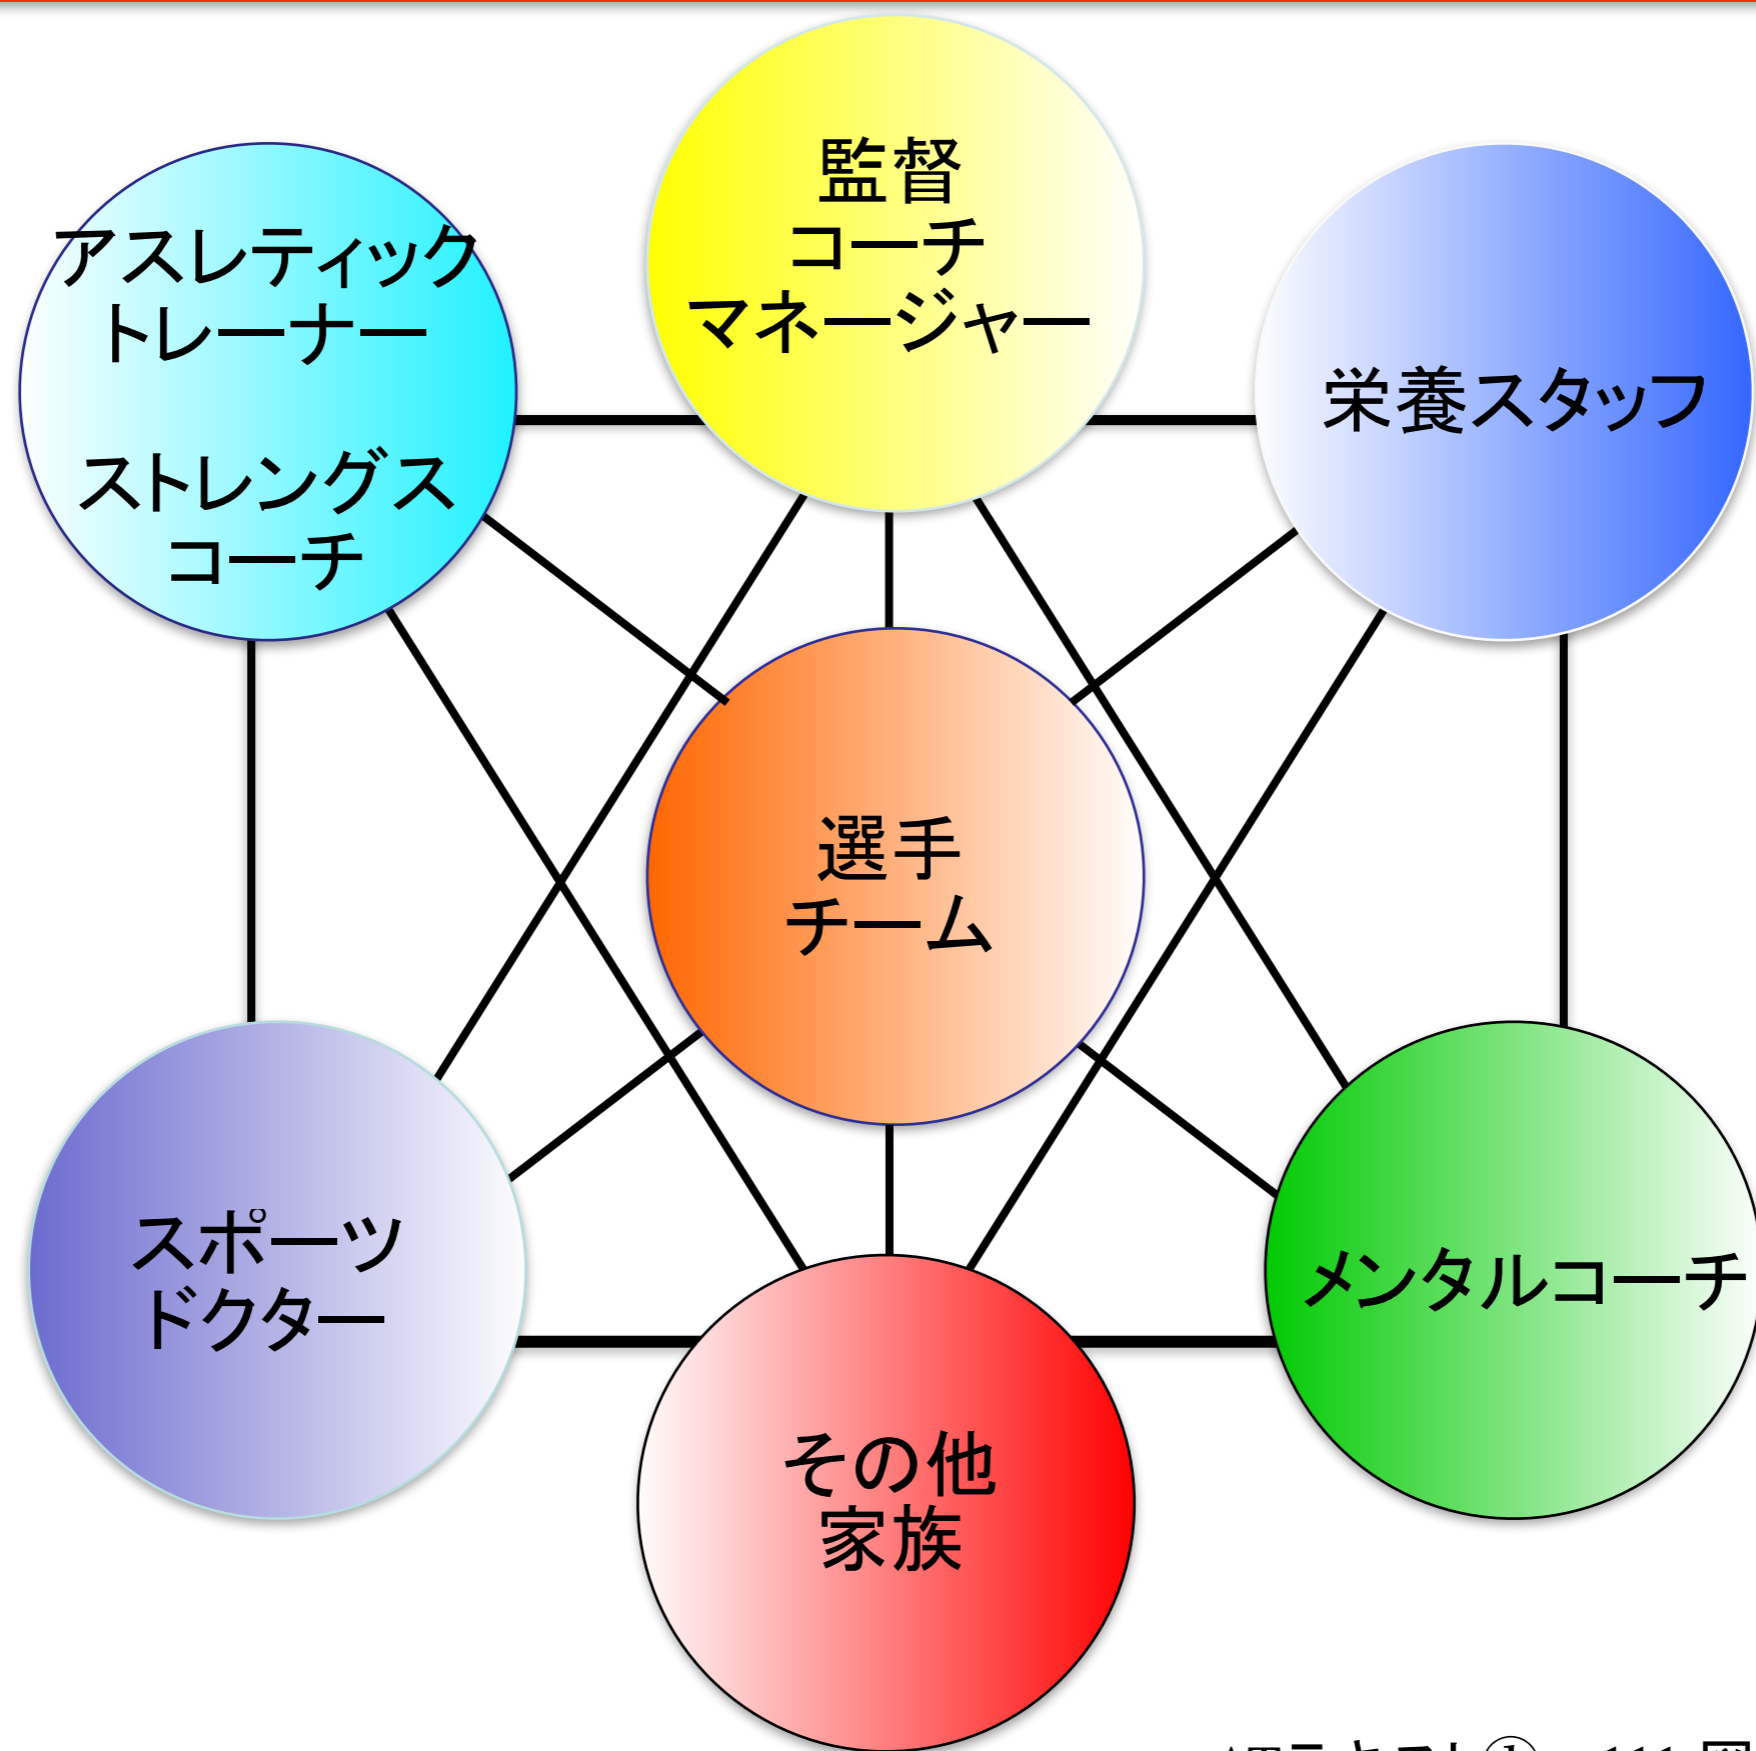 監督
コーチ
マネージャー
アスレティック
トレーナー
ストレングス
コーチ
栄養スタッフ
選手
チーム
スポーツ
ドクター
メンタルコーチ
その他
家族
111 図